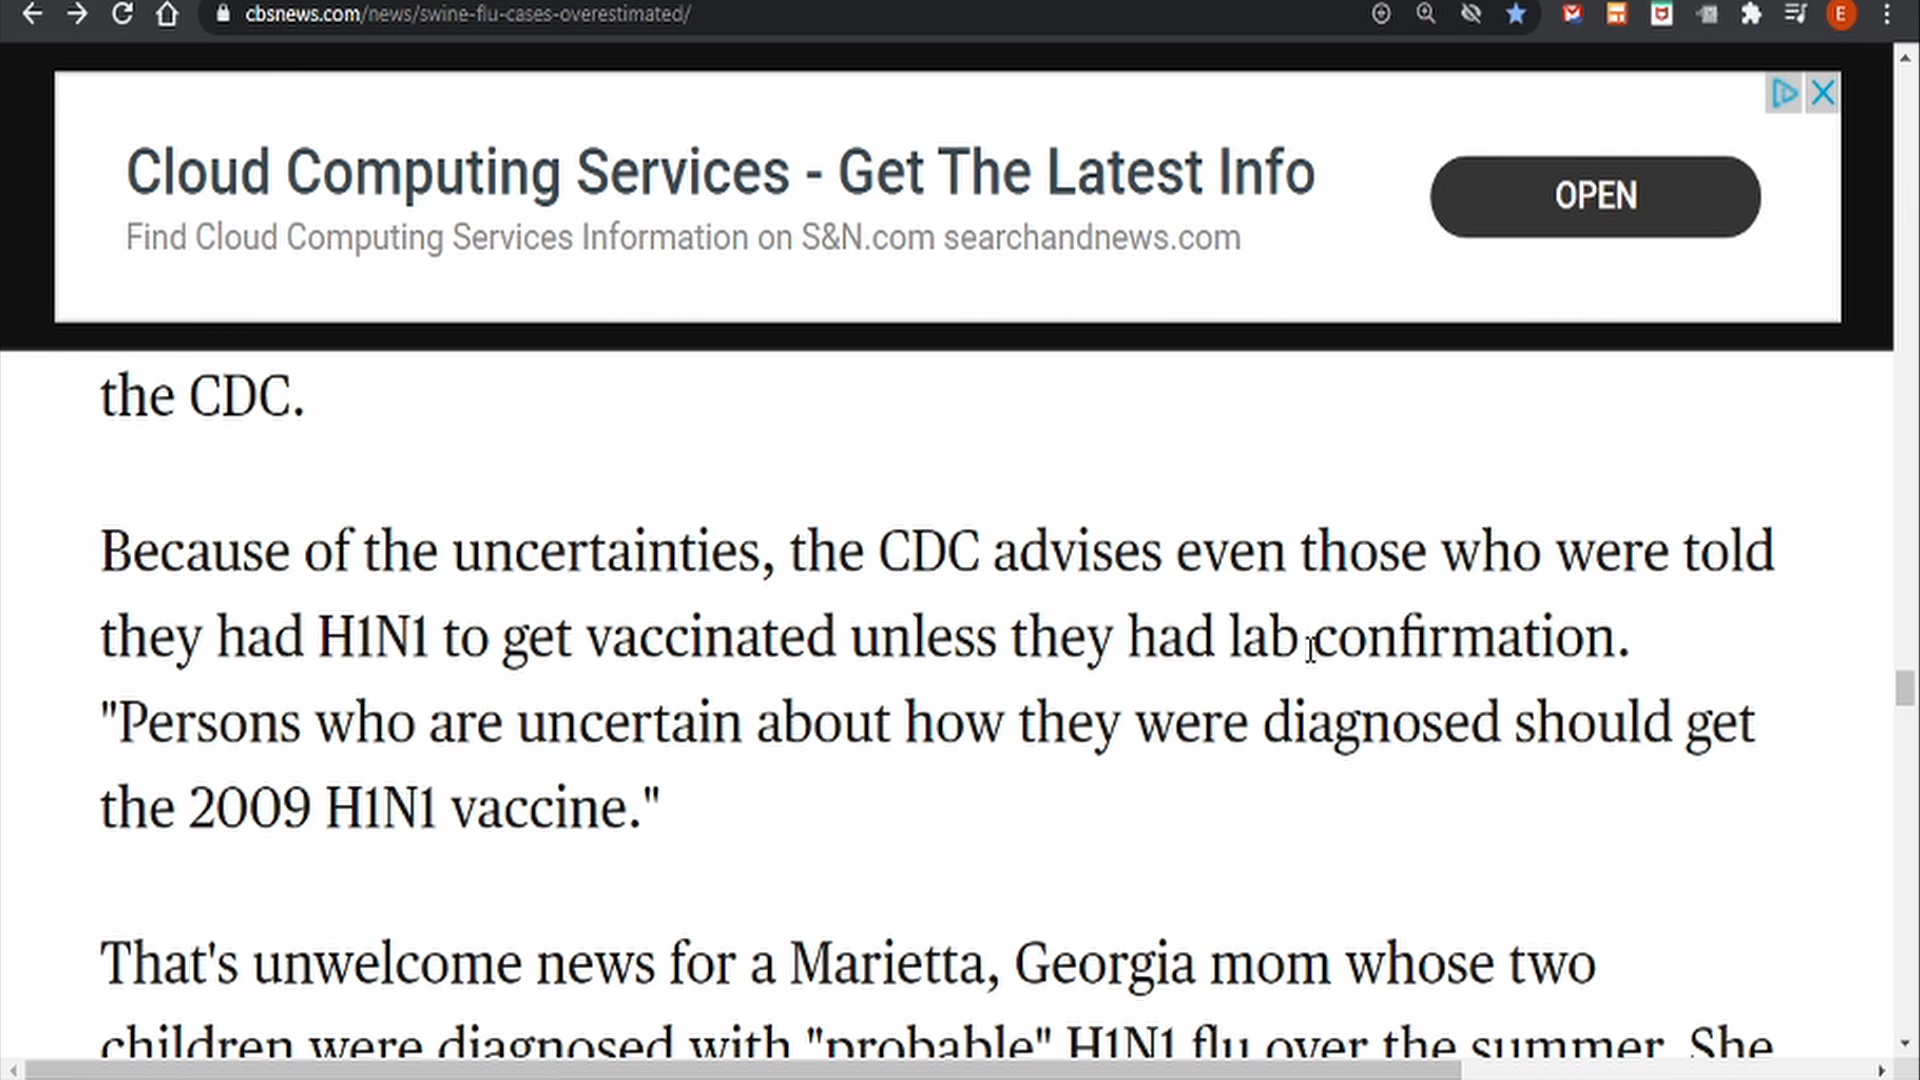 cbsnews.com/news/swine-flu-cases-overestimated/
E
Cloud Computing Services - Get The Latest Info
Find Cloud Computing Services Information on S&N.com searchandnews.com
OPEN
the CDC.
Because of the uncertainties, the CDC advises even those who were told
they had H1N1 to get vaccinated unless they had lab confirmation.
"Persons who are uncertain about how they were diagnosed should get
the 2009 H1N1 vaccine."
That's unwelcome news for a Marietta, Georgia mom whose two
children were diagnosed with "probable" H1N1 flu over the summer. She